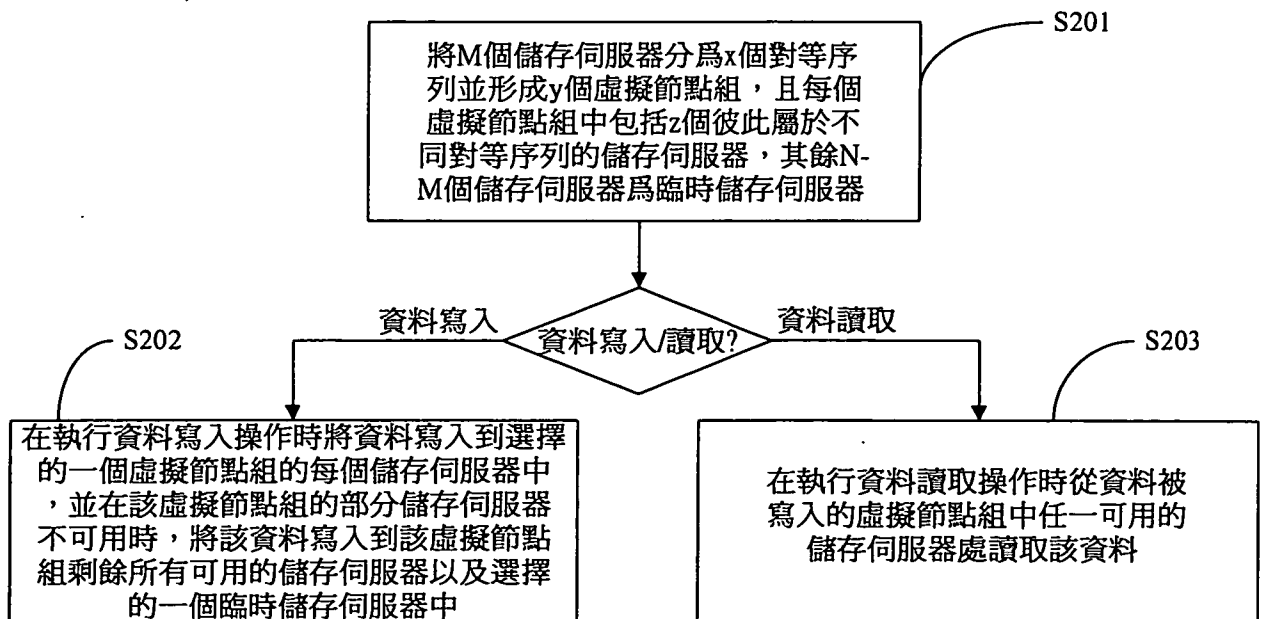 S201
將M個儲存伺服器分爲x個對等序
列並形成y個虛擬節點組，且每個
虛擬節點組中包括z個彼此屬於不
同對等序列的儲存伺服器，其餘N-
M個儲存伺服器爲臨時儲存伺服器
資料寫入
資料寫入/讀取?
資料讀取
S202
S203
在執行資料寫入操作時將資料寫入到選擇
的一個虛擬節點組的每個儲存伺服器中
，並在該虛擬節點組的部分儲存伺服器
不可用時，將該資料寫入到該虛擬節點
組剩餘所有可用的儲存伺服器以及選擇
的一個臨時儲存伺服器中
在執行資料讀取操作時從資料被
寫入的虛擬節點組中任一可用的
儲存伺服器處讀取該資料